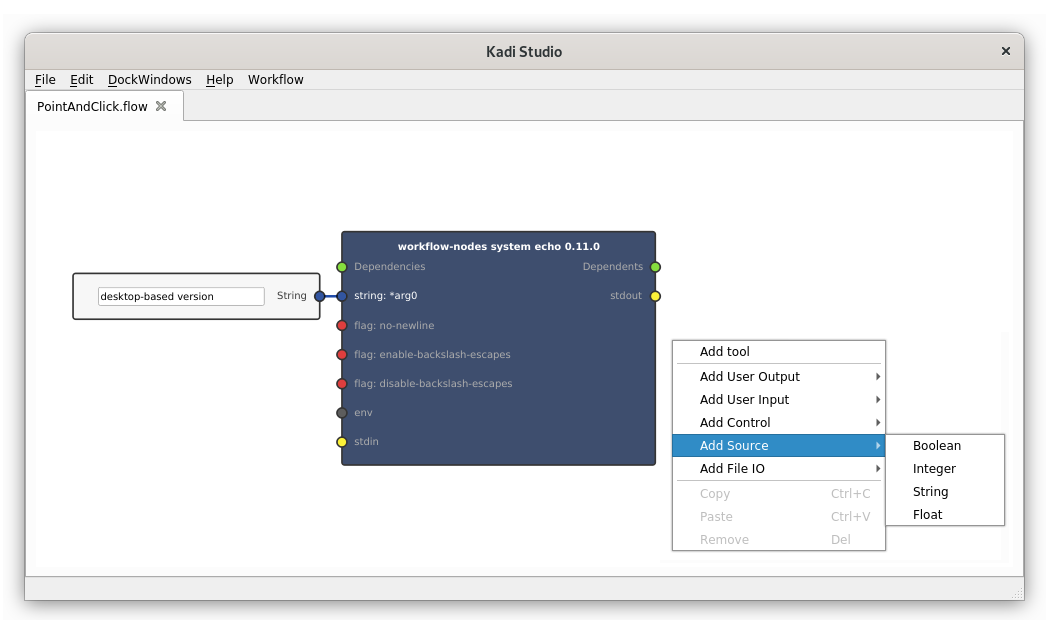 Kadi Studio
File Edit DockWindows Help Workflow
PointAndClick.flow
workflow-nodes system echo 0.11.0
Dependencies Dependents
desktop-based version String
string: *arg0 stdout
flag: no-newline
flag: enable-backslash-escapes
flag: disable-backslash-escapes
env
stdin
Add tool
Add User Output
Add User Input
Add Control
Add Source
Add File IO
Copy Ctrl+C
Paste Ctrl+V
Remove Del
Boolean
Integer
String
Float